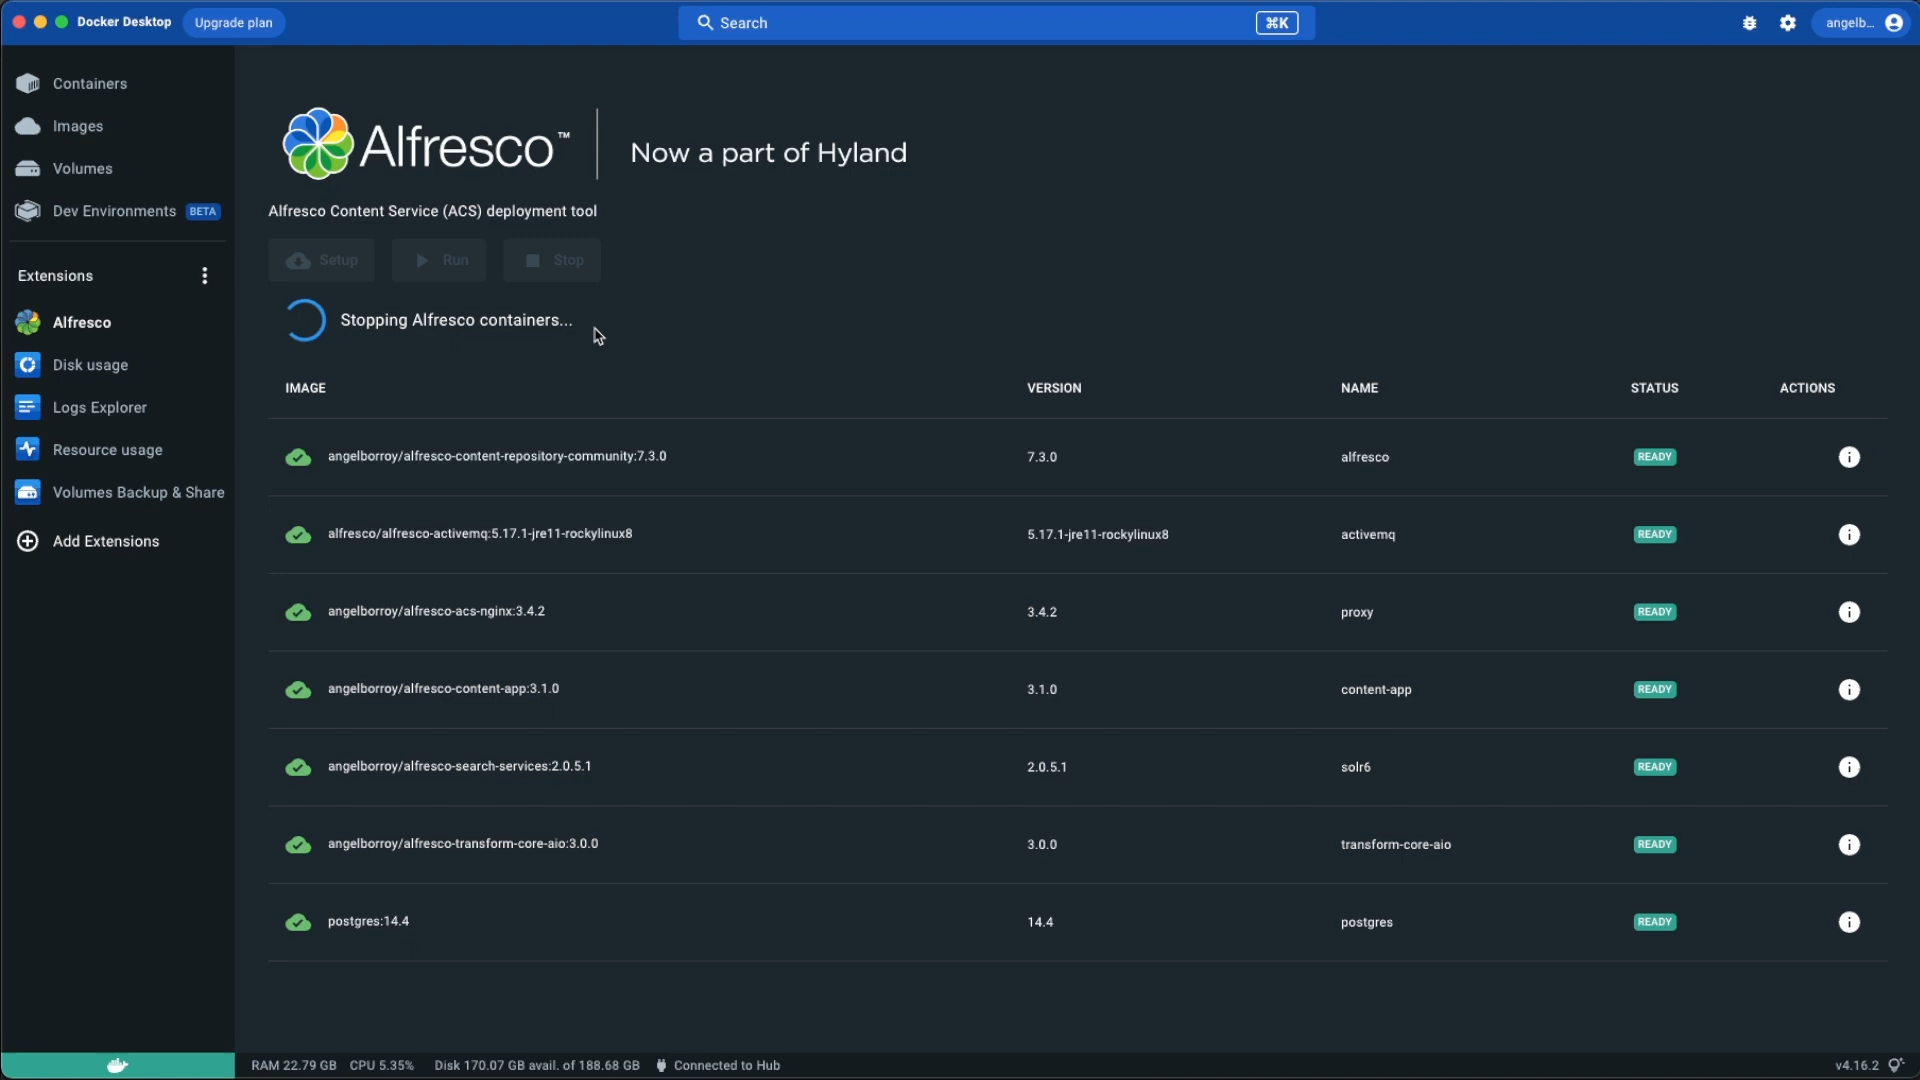 Docker Desktop
Upgrade plan
Search
⌘K
angelb...
Containers
Images
Volumes
Dev Environments BETA
Extensions
Alfresco
Disk usage
Logs Explorer
Resource usage
Volumes Backup & Share
Add Extensions
Alfresco™
Now a part of Hyland
Alfresco Content Service (ACS) deployment tool
Setup
Run
Stop
Stopping Alfresco containers...
IMAGE VERSION NAME STATUS ACTIONS
angelborroy/alfresco-content-repository-community:7.3.0 7.3.0 alfresco READY
alfresco/alfresco-activemq:5.17.1-jre11-rockylinux8 5.17.1-jre11-rockylinux8 activemq READY
angelborroy/alfresco-acs-nginx:3.4.2 3.4.2 proxy READY
angelborroy/alfresco-content-app:3.1.0 3.1.0 content-app READY
angelborroy/alfresco-search-services:2.0.5.1 2.0.5.1 solr6 READY
angelborroy/alfresco-transform-core-aio:3.0.0 3.0.0 transform-core-aio READY
postgres:14.4 14.4 postgres READY
RAM 22.79 GB CPU 5.35% Disk 170.07 GB avail. of 188.68 GB Connected to Hub
v4.16.2